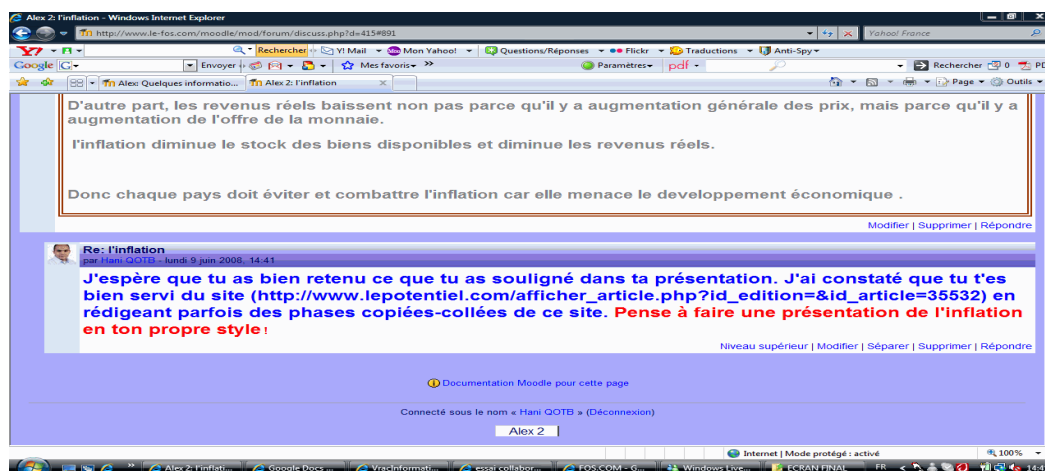 Alex 2: l'inflation - Windows Internet Explorer
http://www.le-fos.com/moodle/mod/forum/discuss.php?d=415#891
Yahoo! France
Rechercher Y! Mail Mon Yahoo! Questions/Réponses Flickr Traductions Anti-Spy
Google G Envoyer Mes favoris >> Paramètres pdf - Rechercher 0 PD
Alex: Quelques informatio... Alex 2: l'inflation Page Outils
D'autre part, les revenus réels baissent non pas parce qu'il y a augmentation générale des prix, mais parce qu'il y a
augmentation de l'offre de la monnaie.
l'inflation diminue le stock des biens disponibles et diminue les revenus réels.
Donc chaque pays doit éviter et combattre l'inflation car elle menace le developpement économique .
Modifier | Supprimer | Répondre
Re: l'inflation
par Hani QOTB - lundi 9 juin 2008, 14:41
J'espère que tu as bien retenu ce que tu as souligné dans ta présentation. J'ai constaté que tu t'es
bien servi du site (http://www.lepotentiel.com/afficher_article.php?id_edition=&id_article=35532) en
rédigeant parfois des phases copiées-collées de ce site. Pense à faire une présentation de l'inflation
en ton propre style!
Niveau supérieur | Modifier | Séparer | Supprimer | Répondre
Documentation Moodle pour cette page
Connecté sous le nom « Hani QOTB » (Déconnexion)
Alex 2
Internet | Mode protégé : activé 100%
Alex 2: l'inflati... Google Docs ... VracInformati... essai collabor... FOS.COM - G... Windows Live... ECRAN FINAL FR 14:41